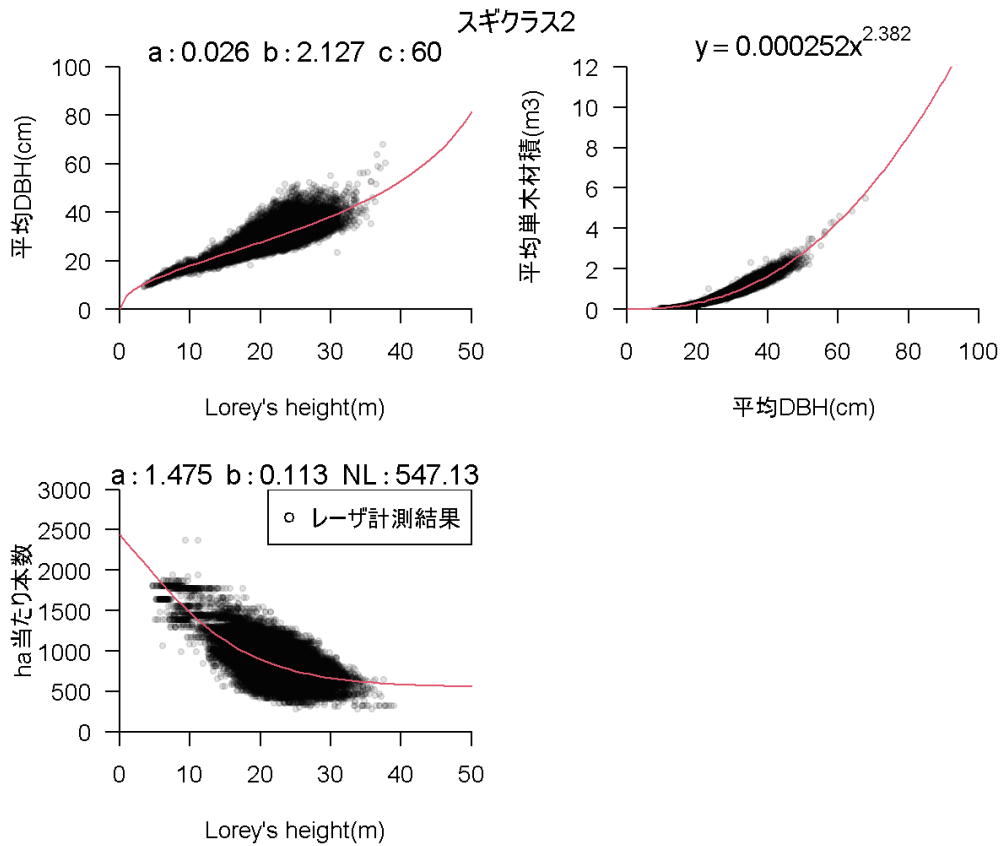 スギクラス2
a : 0.026 b : 2.127 c : 60
平均DBH(cm)
100
80
60
40
20
0
0 10 20 30 40 50
Lorey's height(m)
y = 0.000252x^2.382
平均単木材積(m3)
12
10
8
6
4
2
0
0 20 40 60 80 100
平均DBH(cm)
a : 1.475 b : 0.113 NL : 547.13
ha当たり本数
3000
2500
2000
1500
1000
500
0
レーザ計測結果
0 10 20 30 40 50
Lorey's height(m)